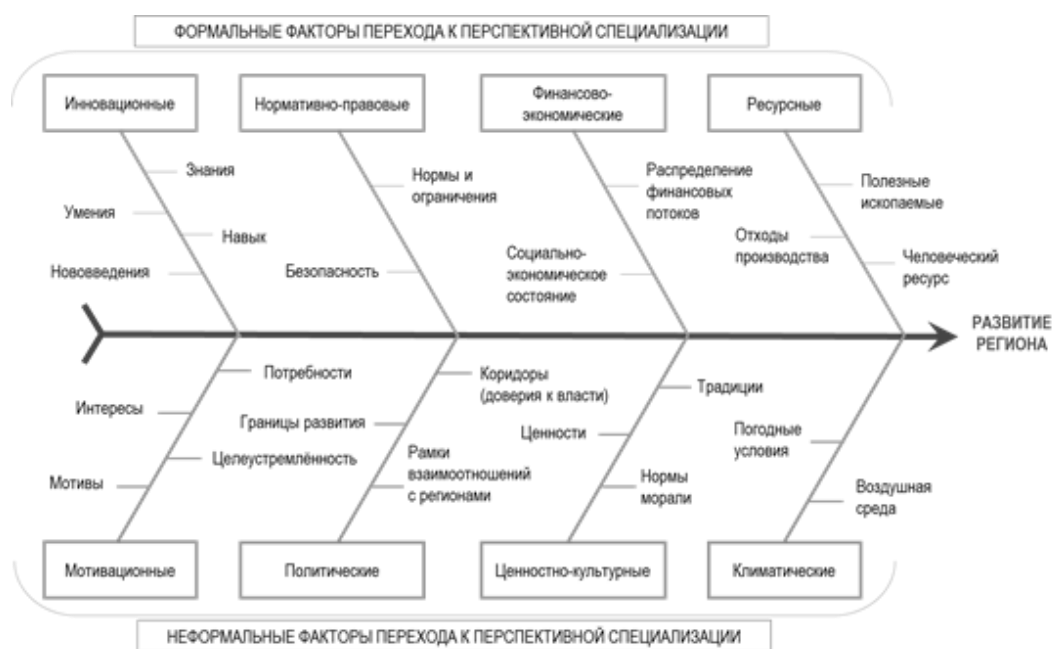 ФОРМАЛЬНЫЕ ФАКТОРЫ ПЕРЕХОДА К ПЕРСПЕКТИВНОЙ СПЕЦИАЛИЗАЦИИ
Инновационные
Нормативно-правовые
Финансово-
экономические
Ресурсные
Знания
Умения
Навык
Нововведения
Нормы и
ограничения
Безопасность
Распределение
финансовых
потоков
Социально-
экономическое
состояние
Полезные
ископаемые
Отходы
производства
Человеческий
ресурс
РАЗВИТИЕ
РЕГИОНА
Потребности
Интересы
Целеустремлённость
Мотивы
Коридоры
(доверия к власти)
Границы развития
Рамки
взаимоотношений
с регионами
Традиции
Ценности
Нормы
морали
Погодные
условия
Воздушная
среда
Мотивационные
Политические
Ценностно-культурные
Климатические
НЕФОРМАЛЬНЫЕ ФАКТОРЫ ПЕРЕХОДА К ПЕРСПЕКТИВНОЙ СПЕЦИАЛИЗАЦИИ